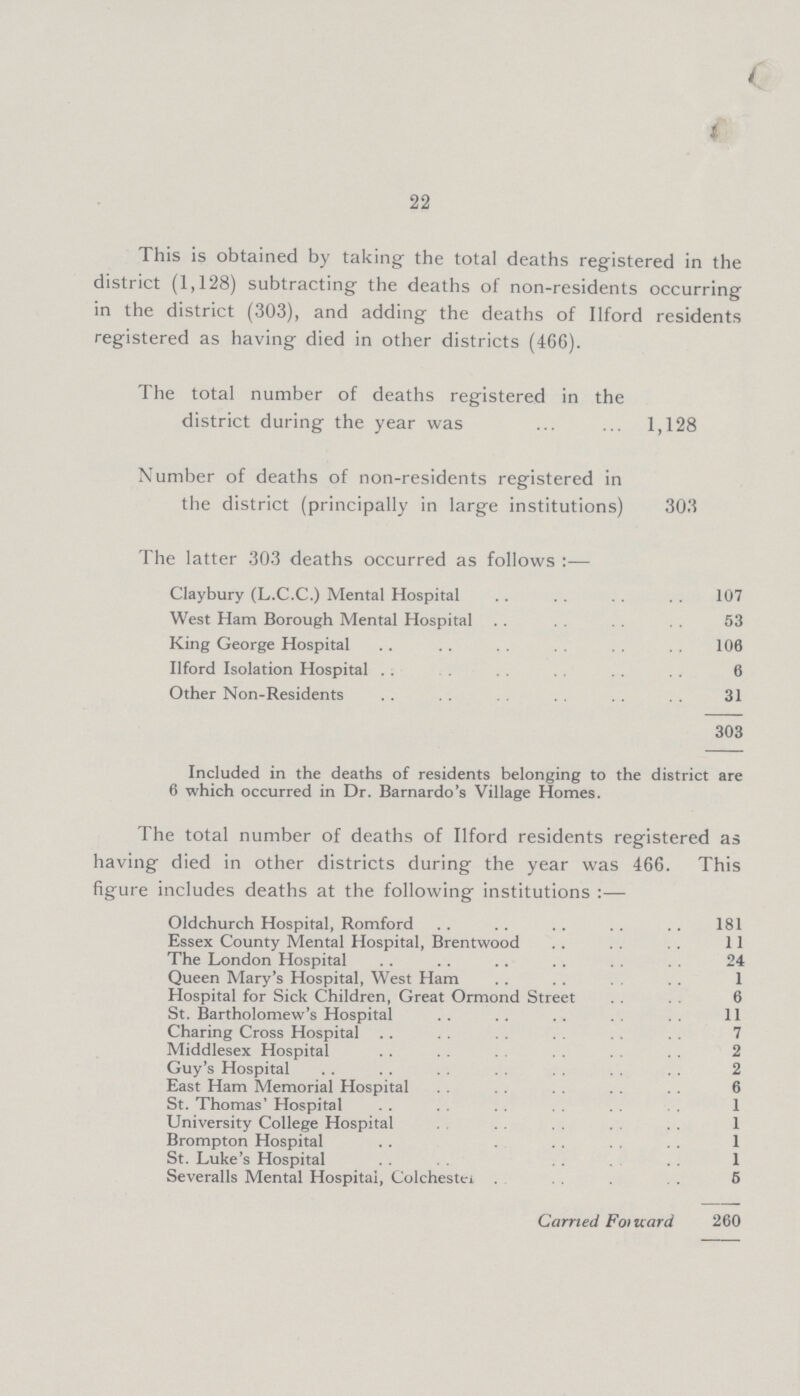 22
This is obtained by taking the total deaths registered in the
district (1,128) subtracting the deaths of non-residents occurring
in the district (303), and adding the deaths of Ilford residents
registered as having died in other districts (466).
The total number of deaths registered in the
district during the year was ... ... 1,128
Number of deaths of non-residents registered in
the district (principally in large institutions) 303
The latter 303 deaths occurred as follows :—
Claybury (L.C.C.) Mental Hospital .. .. .. .. 107
West Ham Borough Mental Hospital .. .. .. .. 53
King George Hospital .. .. .. .. .. .. 106
Ilford Isolation Hospital .. .. .. .. .. .. 6
Other Non-Residents .. .. .. .. .. .. 31
303
Included in the deaths of residents belonging to the district are
6 which occurred in Dr. Barnardo's Village Homes.
The total number of deaths of Ilford residents registered as
having died in other districts during the year was 466. This
figure includes deaths at the following institutions :—
Oldchurch Hospital, Romford .. .. .. .. .. 181
Essex County Mental Hospital, Brentwood .. .. .. 11
The London Hospital .. .. .. .. .. .. 24
Queen Mary's Hospital, West Ham .. .. .. .. 1
Hospital for Sick Children, Great Ormond Street .. .. 6
St. Bartholomew's Hospital .. .. .. .. .. 11
Charing Cross Hospital .. .. .. .. .. .. 7
Middlesex Hospital .. .. .. .. .. .. 2
Guy's Hospital .. .. .. .. .. .. .. 2
East Ham Memorial Hospital .. .. .. .. .. 6
St. Thomas' Hospital .. .. .. .. .. .. 1
University College Hospital .. .. .. .. .. 1
Brompton Hospital .. .. .. .. .. 1
St. Luke's Hospital .. .. .. .. .. 1
Severalls Mental Hospital, Colchester .. .. .. .. 5
Carried Forward 260